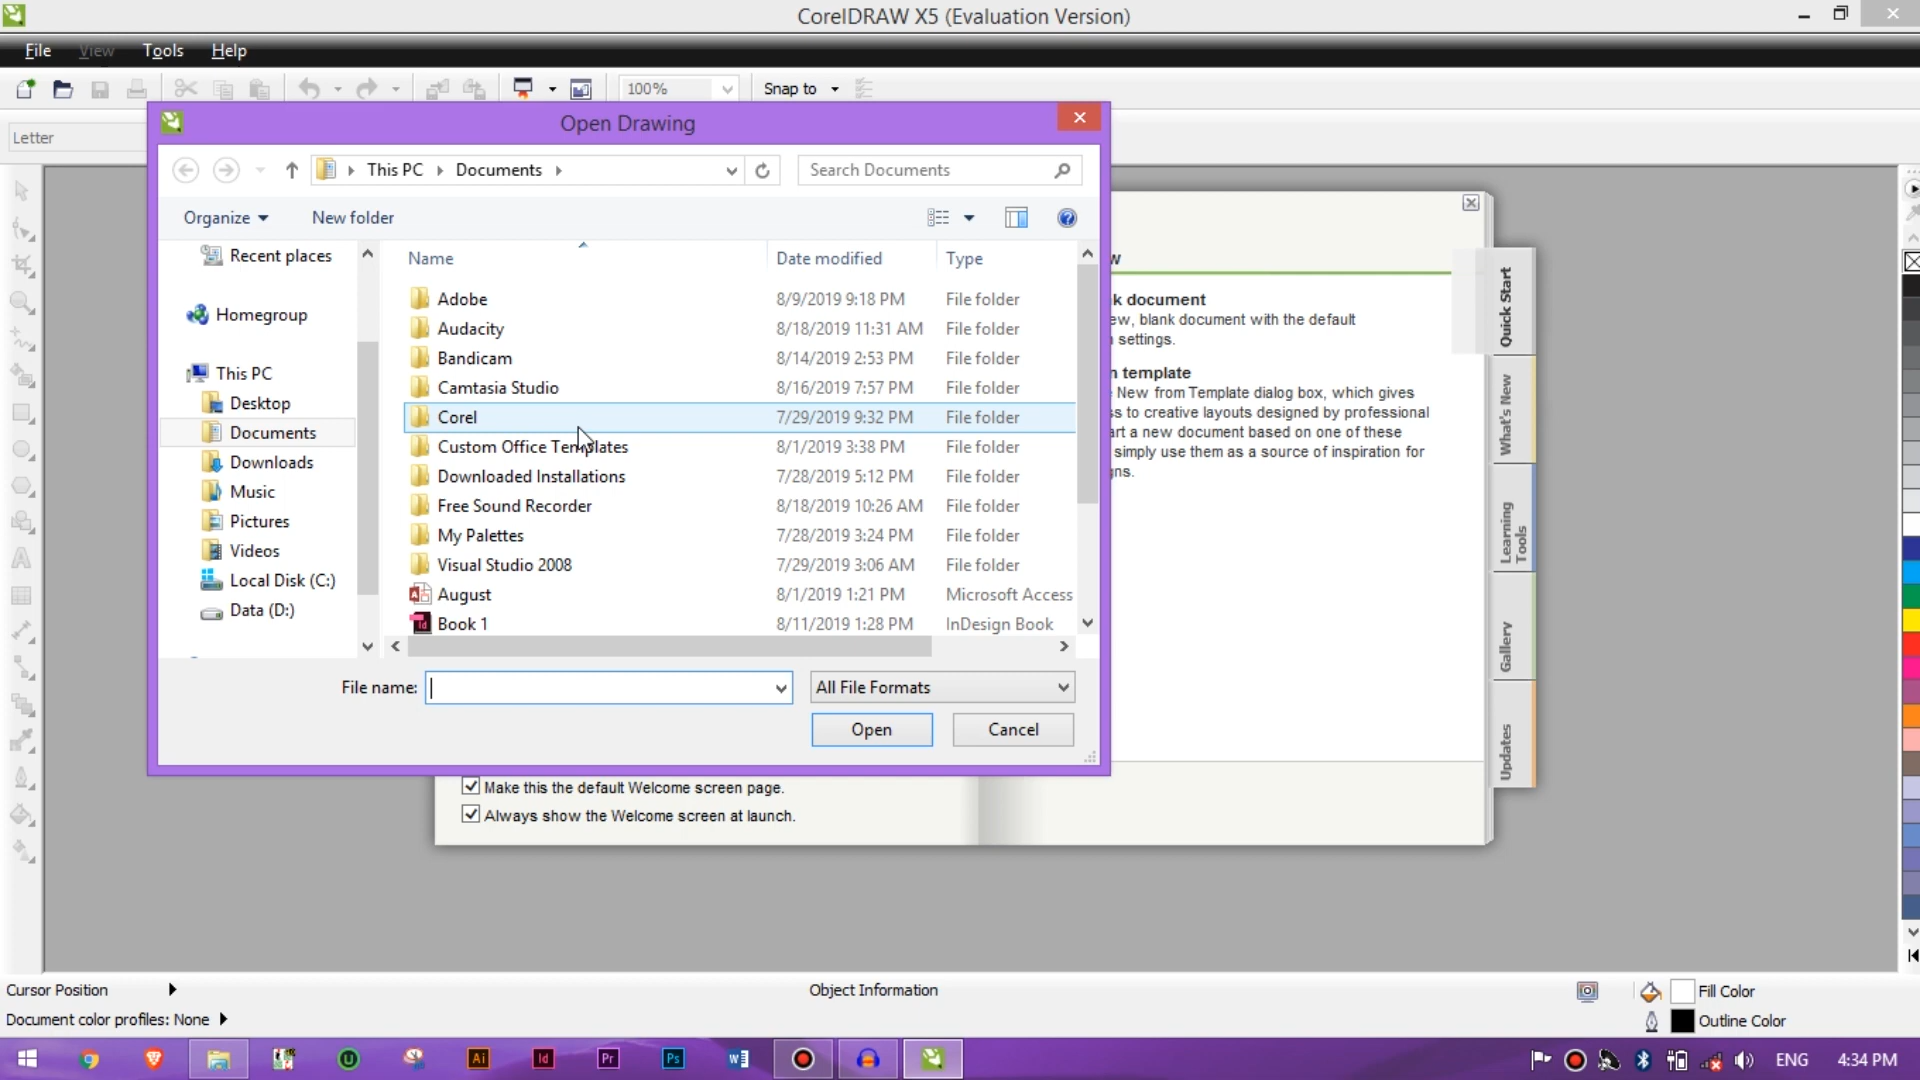 CorelDRAW X5 (Evaluation Version)
File View Tools Help
100% Snap to
Letter
Open Drawing
This PC Documents
Search Documents
Organize New folder
Recent places
Homegroup
This PC
Desktop
Documents
Downloads
Music
Pictures
Videos
Local Disk (C:)
Data (D:)
Name Date modified Type
Adobe 8/9/2019 9:18 PM File folder
Audacity 8/18/2019 11:31 AM File folder
Bandicam 8/14/2019 2:53 PM File folder
Camtasia Studio 8/16/2019 7:57 PM File folder
Corel 7/29/2019 9:32 PM File folder
Custom Office Templates 8/1/2019 3:38 PM File folder
Downloaded Installations 7/28/2019 5:12 PM File folder
Free Sound Recorder 8/18/2019 10:26 AM File folder
My Palettes 7/28/2019 3:24 PM File folder
Visual Studio 2008 7/29/2019 3:06 AM File folder
August 8/1/2019 1:21 PM Microsoft Access
Book 1 8/11/2019 1:28 PM InDesign Book
File name: All File Formats
Open Cancel
w
k document
ew, blank document with the default
settings.
template
New from Template dialog box, which gives
ss to creative layouts designed by professional
art a new document based on one of these
simply use them as a source of inspiration for
gns.
Quick Start
What's New
Learning
Tools
Gallery
Updates
Make this the default Welcome screen page.
Always show the Welcome screen at launch.
Cursor Position
Object Information
Fill Color
Document color profiles: None
Outline Color
Ai Id Pr Ps W
ENG 4:34 PM